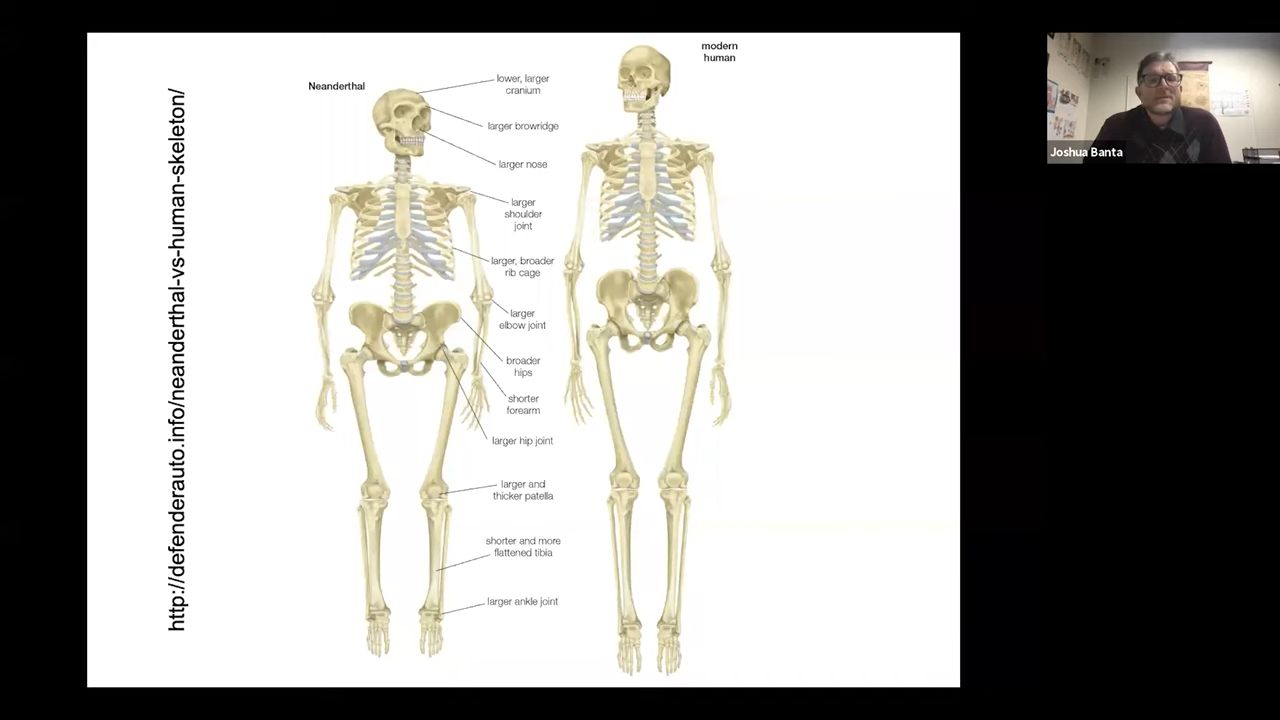 http://defenderauto.info/neanderthal-vs-human-skeleton/
Neanderthal
modern
human
lower, larger
cranium
larger browridge
larger nose
larger
shoulder
joint
larger, broader
rib cage
larger
elbow joint
broader
hips
shorter
forearm
larger hip joint
larger and
thicker patella
shorter and more
flattened tibia
larger ankle joint
Joshua Banta